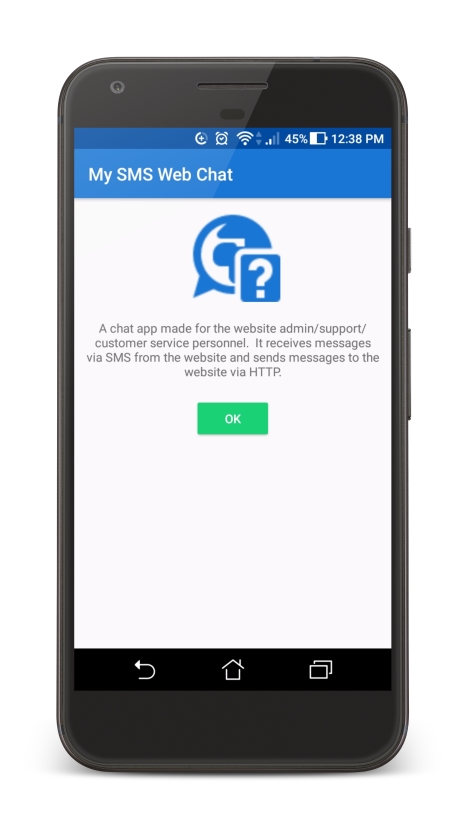 45% 12:38 PM
My SMS Web Chat
?
A chat app made for the website admin/support/
customer service personnel.  It receives messages
via SMS from the website and sends messages to the
website via HTTP.
OK